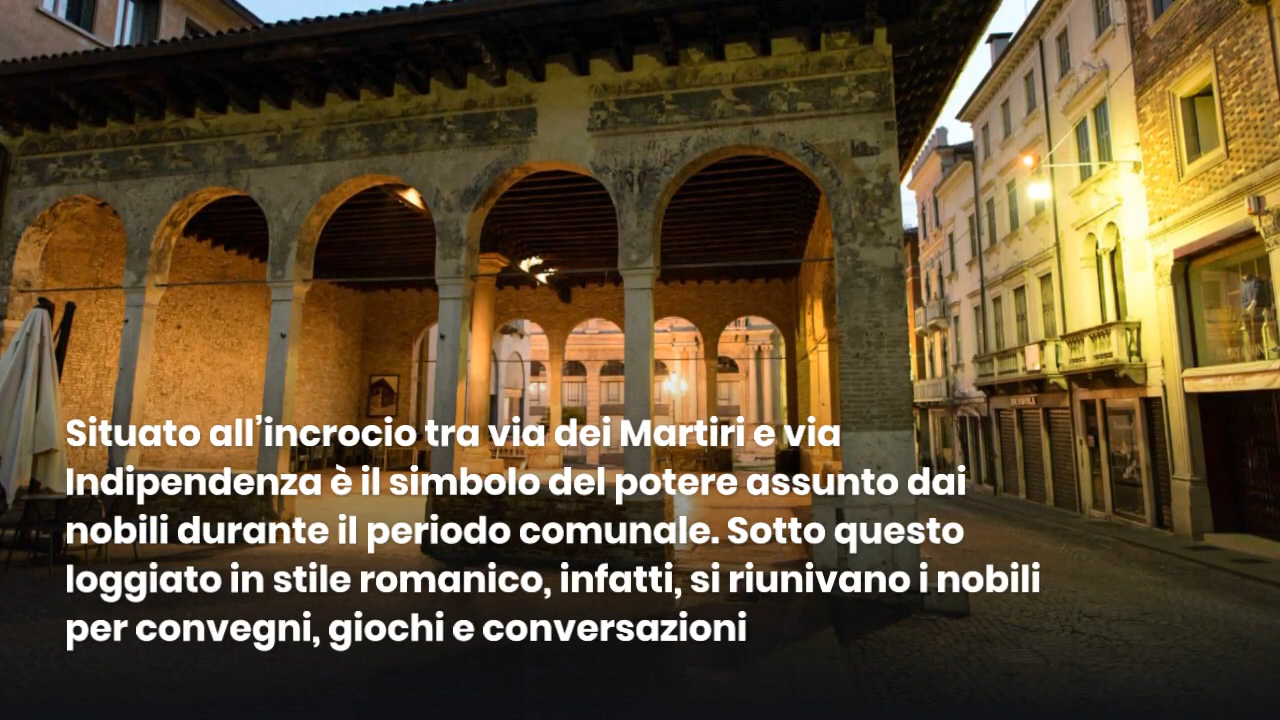 Situato all’incrocio tra via dei Martiri e via
Indipendenza è il simbolo del potere assunto dai
nobili durante il periodo comunale. Sotto questo
loggiato in stile romanico, infatti, si riunivano i nobili
per convegni, giochi e conversazioni